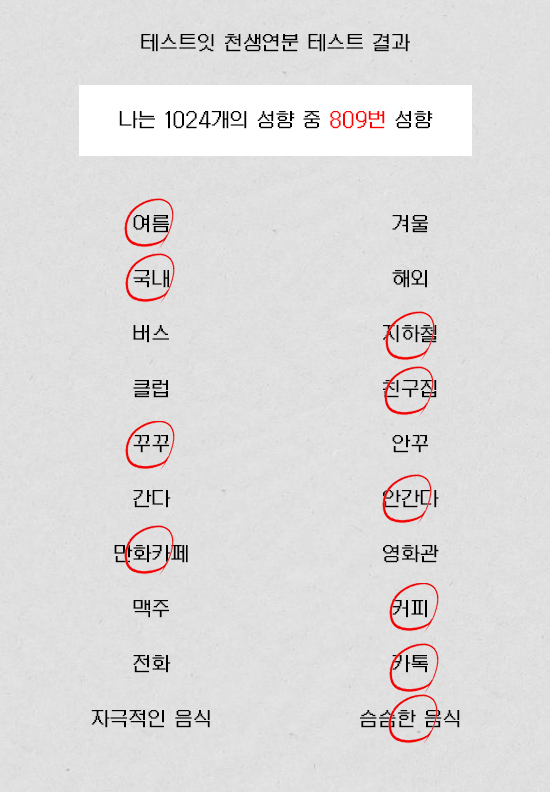 테스트잇 천생연분 테스트 결과
나는 1024개의 성향 중 809번 성향
여름 겨울
국내 해외
버스 지하철
클럽 친구집
꾸꾸 안꾸
간다 안간다
만화카페 영화관
맥주 커피
전화 카톡
자극적인 음식 슴슴한 음식